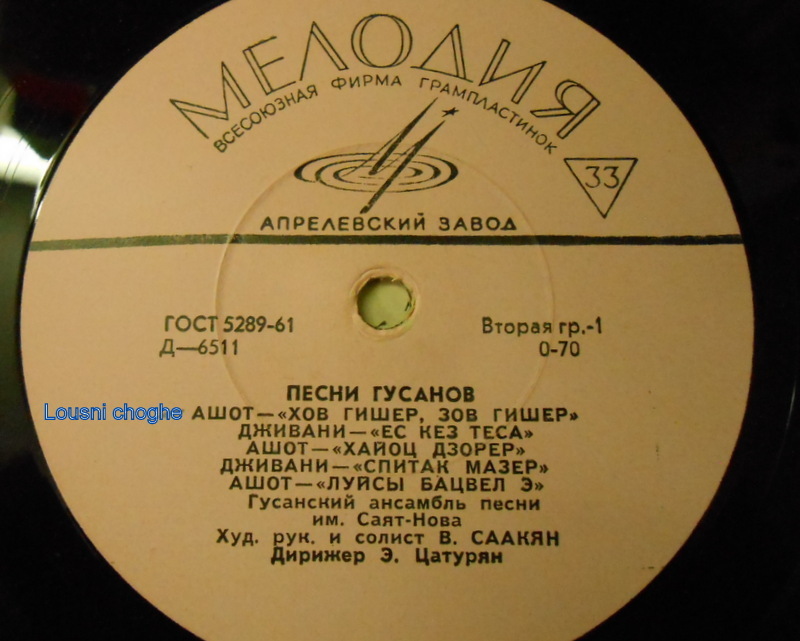 МЕЛОДИЯ
ВСЕСОЮЗНАЯ ФИРМА ГРАМПЛАСТИНОК
33
АПРЕЛЕВСКИЙ ЗАВОД
ГОСТ 5289-61 Вторая гр.-1
Д—6511 0-70
ПЕСНИ ГУСАНОВ
Lousni choghe
АШОТ—«ХОВ ГИШЕР, ЗОВ ГИШЕР»
ДЖИВАНИ—«ЕС КЕЗ ТЕСА»
АШОТ—«ХАЙОЦ ДЗОРЕР»
ДЖИВАНИ—«СПИТАК МАЗЕР»
АШОТ—«ЛУЙСЫ БАЦВЕЛ Э»
Гусанский ансамбль песни
им. Саят-Нова
Худ. рук. и солист В. СААКЯН
Дирижер Э. Цатурян